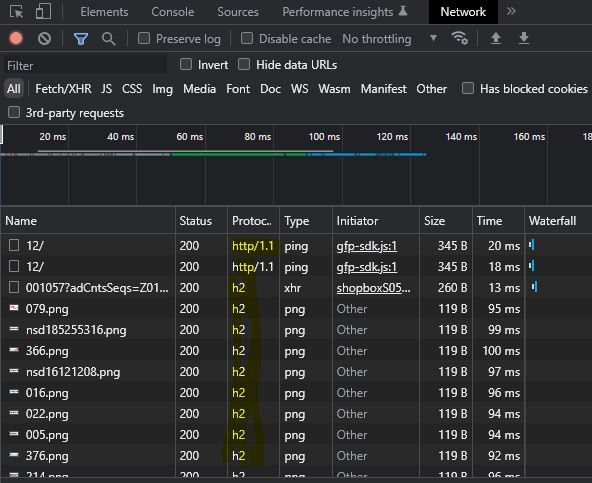 Elements Console Sources Performance insights Network »
Preserve log Disable cache No throttling
Filter Invert Hide data URLs
All Fetch/XHR JS CSS Img Media Font Doc WS Wasm Manifest Other Has blocked cookies
3rd-party requests
20 ms 40 ms 60 ms 80 ms 100 ms 120 ms 140 ms 160 ms 18
Name Status Protoc... Type Initiator Size Time Waterfall
12/ 200 http/1.1 ping gfp-sdk.js:1 345 B 20 ms
12/ 200 http/1.1 ping gfp-sdk.js:1 345 B 18 ms
001057?adCntsSeqs=Z01... 200 h2 xhr shopboxS05... 260 B 13 ms
079.png 200 h2 png Other 119 B 95 ms
nsd185255316.png 200 h2 png Other 119 B 99 ms
366.png 200 h2 png Other 119 B 100 ms
nsd16121208.png 200 h2 png Other 119 B 97 ms
016.png 200 h2 png Other 119 B 96 ms
022.png 200 h2 png Other 119 B 94 ms
005.png 200 h2 png Other 119 B 94 ms
376.png 200 h2 png Other 119 B 92 ms
214.png 200 h2 png Other 119 B 96 ms